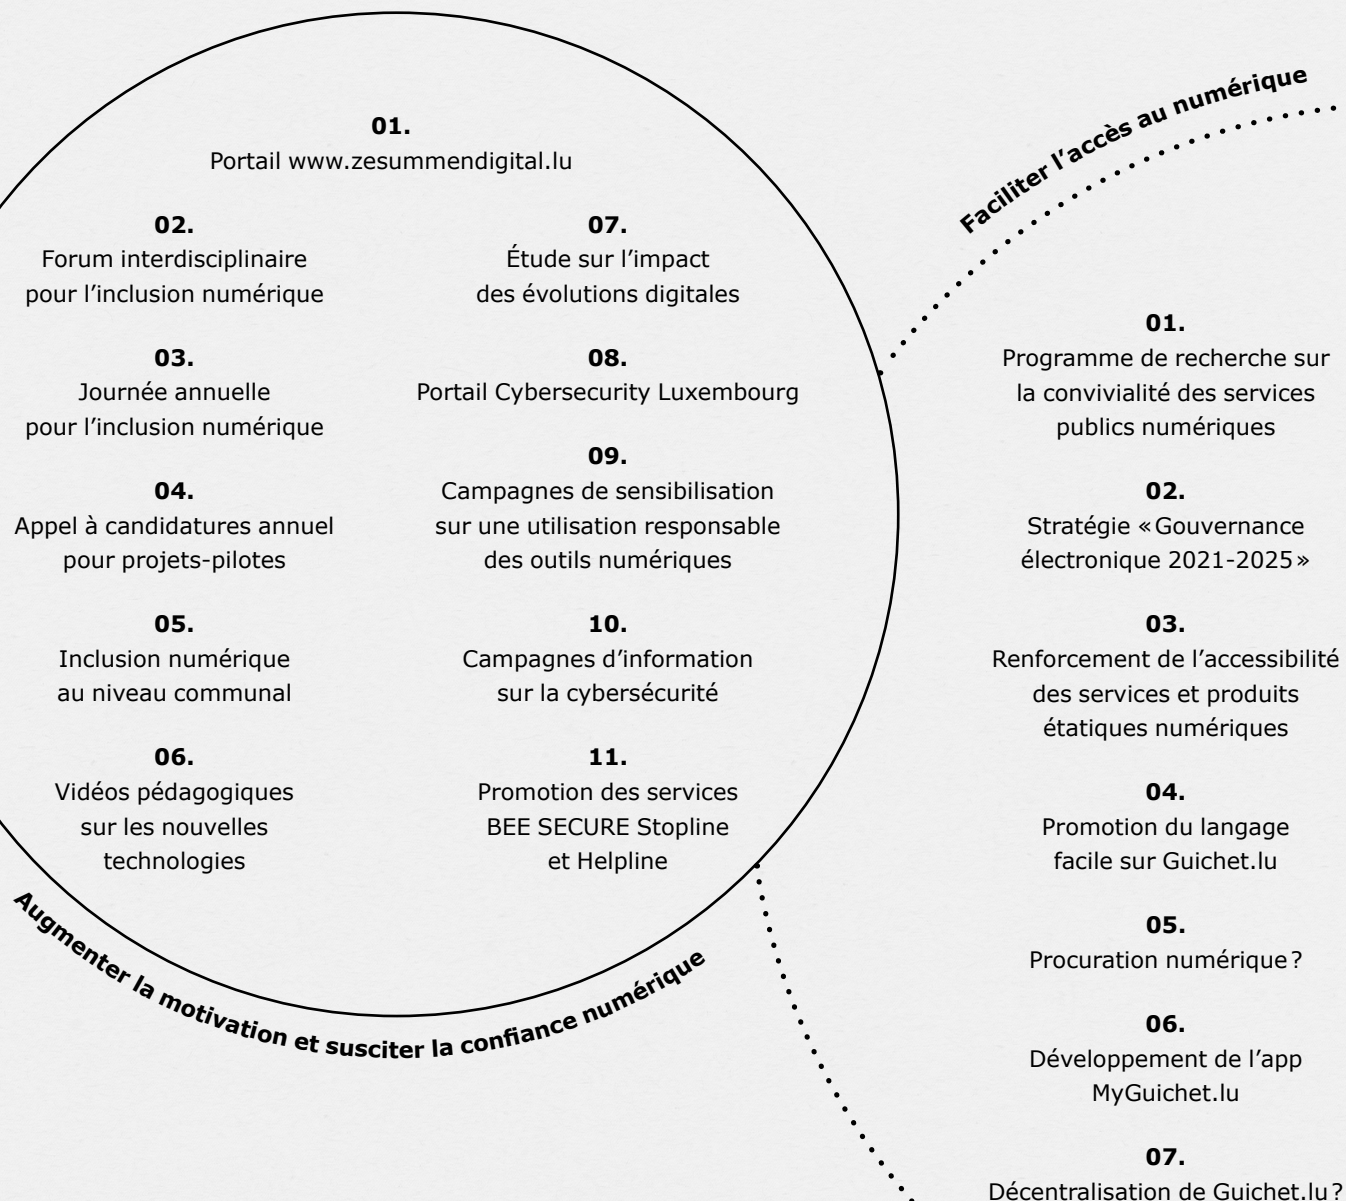 01.
Portail www.zesummendigital.lu
02.
Forum interdisciplinaire
pour l’inclusion numérique
03.
Journée annuelle
pour l’inclusion numérique
04.
Appel à candidatures annuel
pour projets-pilotes
05.
Inclusion numérique
au niveau communal
06.
Vidéos pédagogiques
sur les nouvelles
technologies
07.
Étude sur l’impact
des évolutions digitales
08.
Portail Cybersecurity Luxembourg
09.
Campagnes de sensibilisation
sur une utilisation responsable
des outils numériques
10.
Campagnes d’information
sur la cybersécurité
11.
Promotion des services
BEE SECURE Stopline
et Helpline
Augmenter la motivation et susciter la confiance numérique
Faciliter l’accès au numérique
01.
Programme de recherche sur
la convivialité des services
publics numériques
02.
Stratégie «Gouvernance
électronique 2021-2025»
03.
Renforcement de l’accessibilité
des services et produits
étatiques numériques
04.
Promotion du langage
facile sur Guichet.lu
05.
Procuration numérique?
06.
Développement de l’app
MyGuichet.lu
07.
Décentralisation de Guichet.lu?